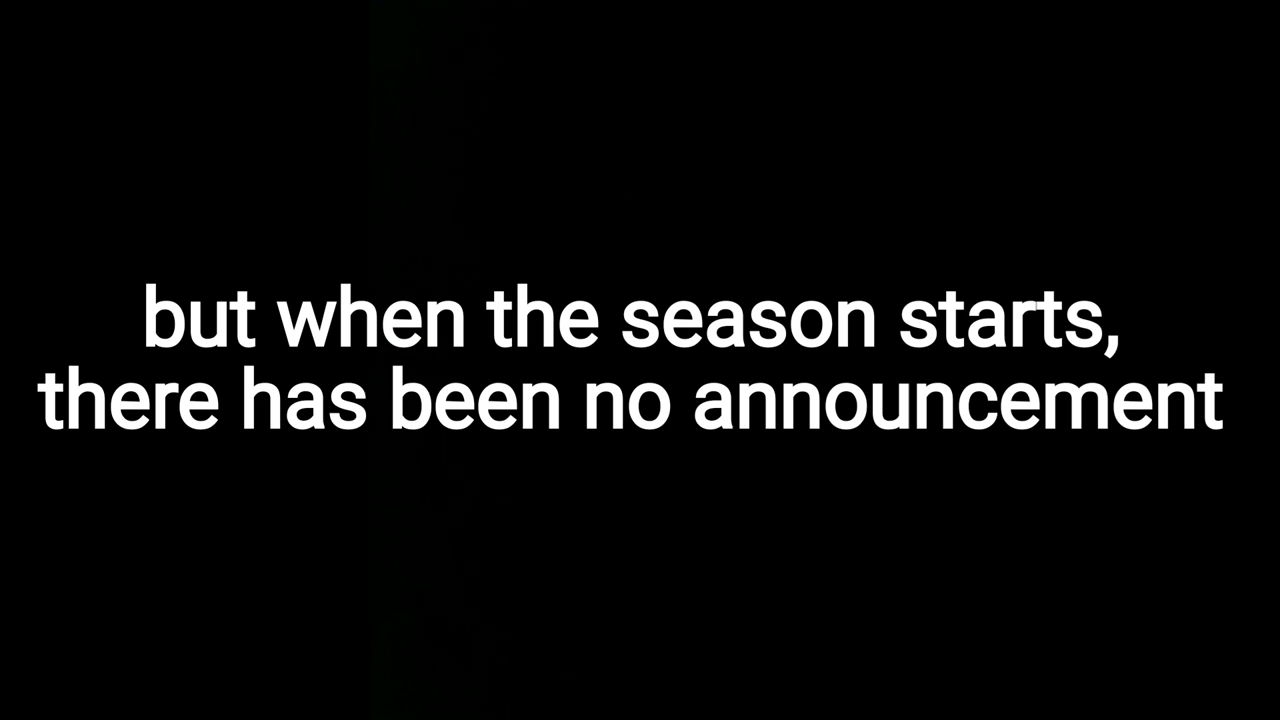 but when the season starts,
there has been no announcement